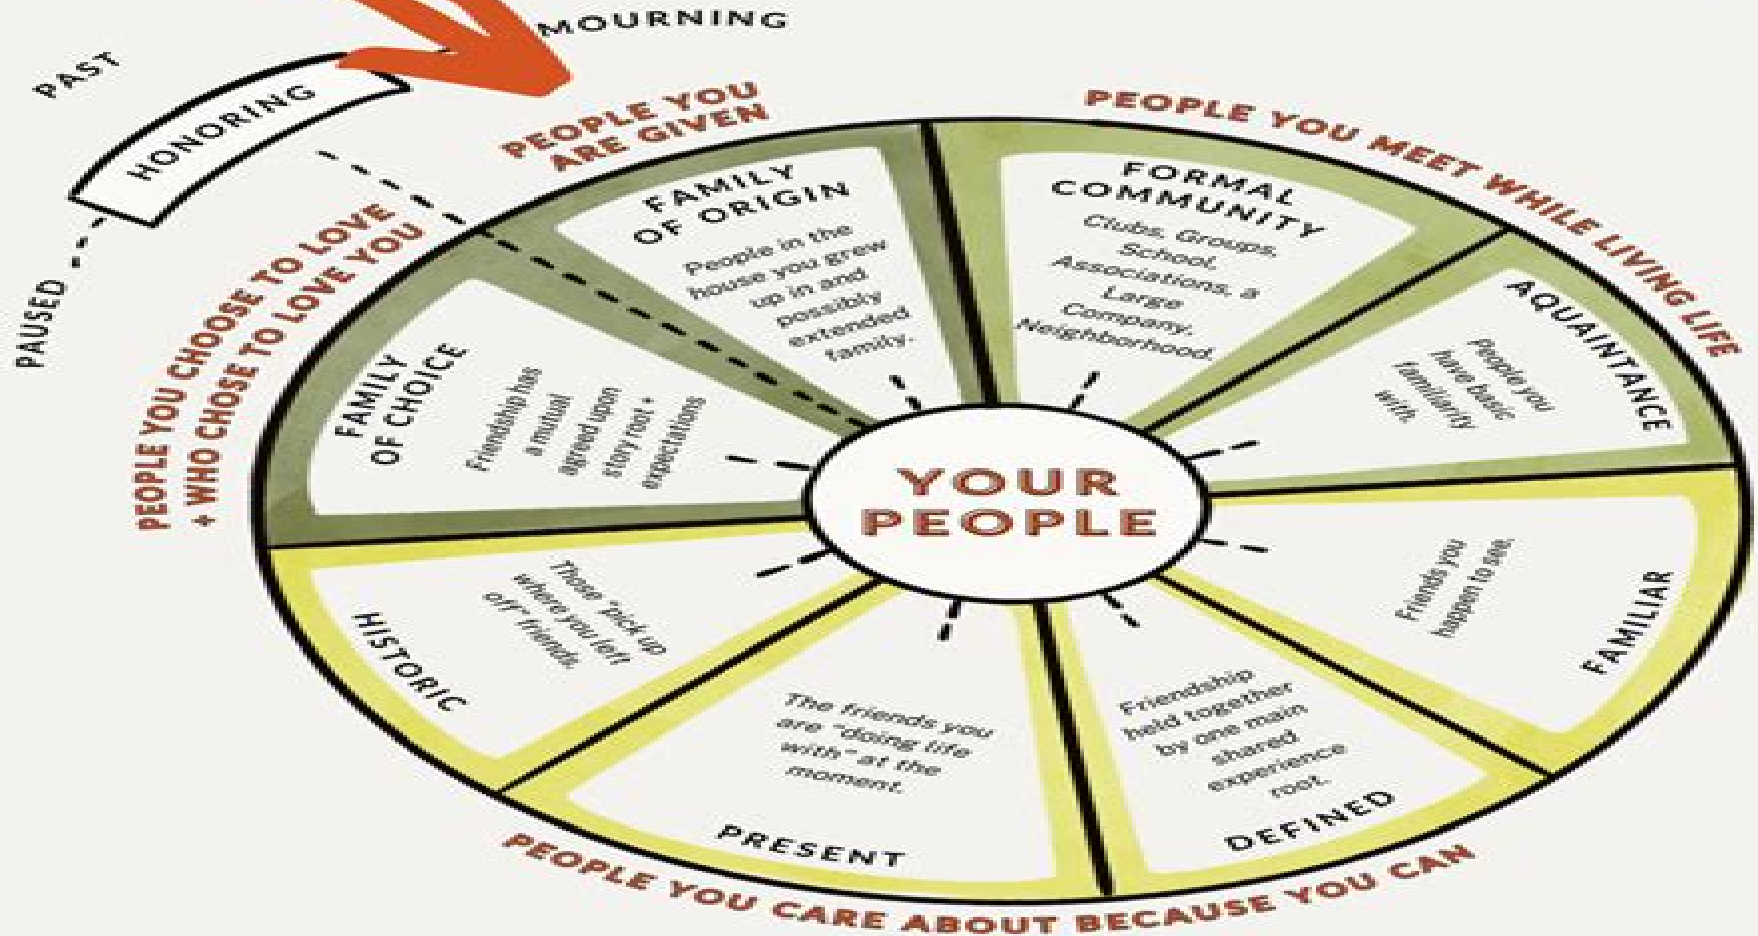 MOURNING
PAST
HONORING
PAUSED
PEOPLE YOU
ARE GIVEN
PEOPLE YOU MEET WHILE LIVING LIFE
PEOPLE YOU CHOOSE TO LOVE
+ WHO CHOSE TO LOVE YOU
FAMILY
OF ORIGIN
People in the
house you grew
up in and
possibly
extended
family.
FORMAL
COMMUNITY
Clubs, Groups,
School,
Associations, a
Large
Company,
Neighborhood.
AQUAINTANCE
People you
have basic
familiarity
with.
FAMILY
OF CHOICE
Friendship has
a mutual
agreed upon
story root +
expectations
YOUR
PEOPLE
Friends you
happen to see.
FAMILIAR
HISTORIC
Those "pick up
where you left
off" friends.
The friends you
are "doing life
with" at the
moment.
PRESENT
Friendship
held together
by one main
shared
experience
root.
DEFINED
PEOPLE YOU CARE ABOUT BECAUSE YOU CAN